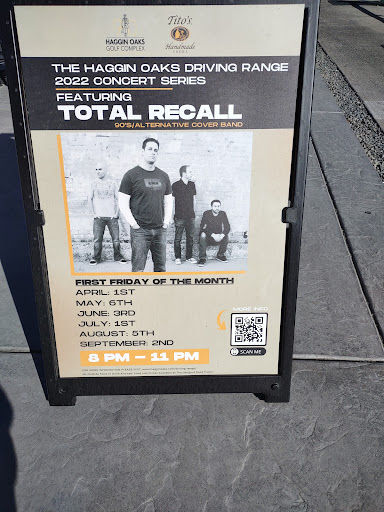 HAGGIN OAKS
GOLF COMPLEX
Tito's
Handmade
VODKA
THE HAGGIN OAKS DRIVING RANGE
2022 CONCERT SERIES
FEATURING
TOTAL RECALL
90'S/ALTERNATIVE COVER BAND
FIRST FRIDAY OF THE MONTH
APRIL: 1ST
MAY: 6TH
JUNE: 3RD
JULY: 1ST
AUGUST: 5TH
SEPTEMBER: 2ND
8 PM – 11 PM
MORE INFO
SCAN ME